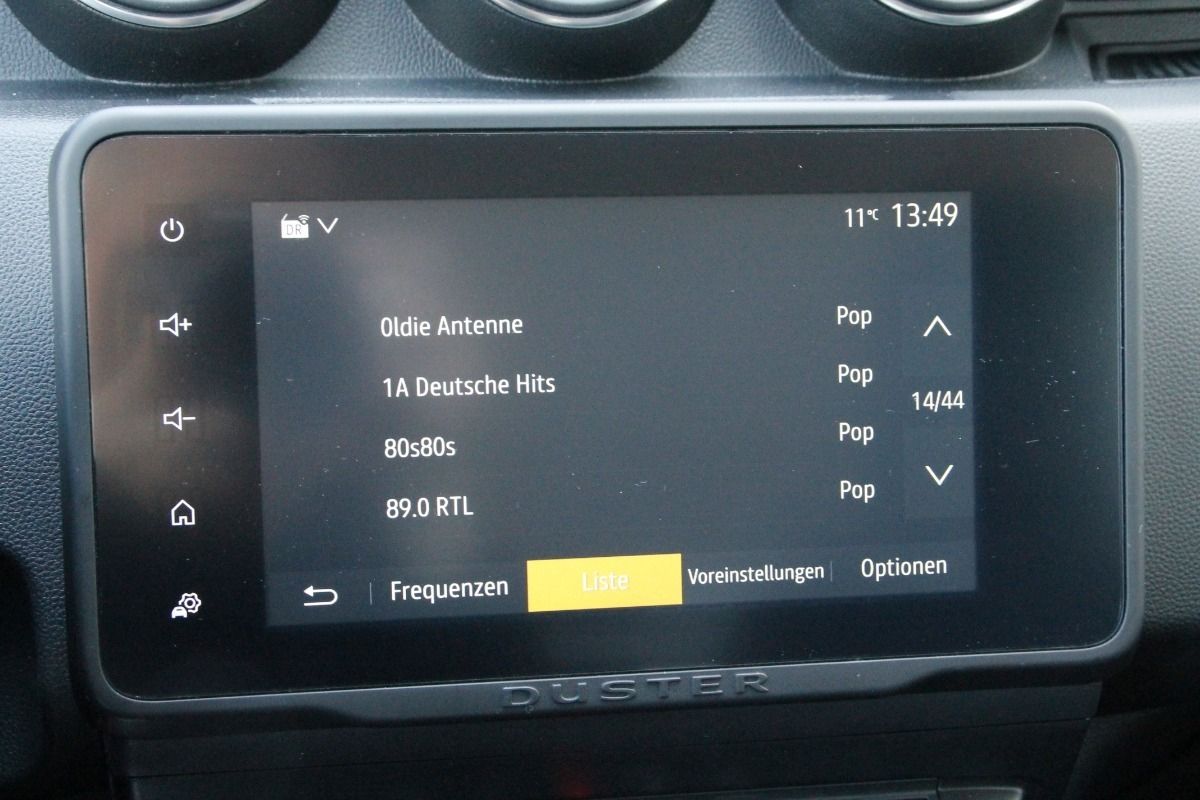 DR
11°C 13:49
Oldie Antenne Pop
1A Deutsche Hits Pop
14/44
80s80s Pop
89.0 RTL Pop
Frequenzen Liste Voreinstellungen Optionen
DUSTER